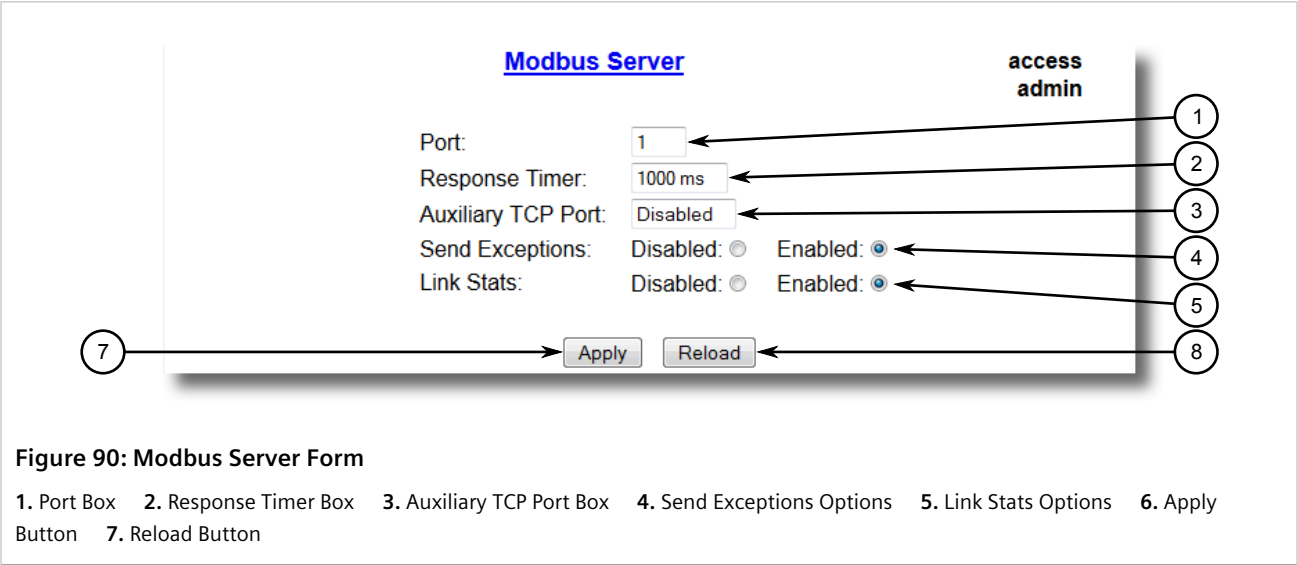 Modbus Server
access
admin
1
Port: 1
2
Response Timer: 1000 ms
3
Auxiliary TCP Port: Disabled
Send Exceptions: Disabled: Enabled:
4
Link Stats: Disabled: Enabled:
5
7 Apply Reload 8
Figure 90: Modbus Server Form
1. Port Box 2. Response Timer Box 3. Auxiliary TCP Port Box 4. Send Exceptions Options 5. Link Stats Options 6. Apply
Button 7. Reload Button